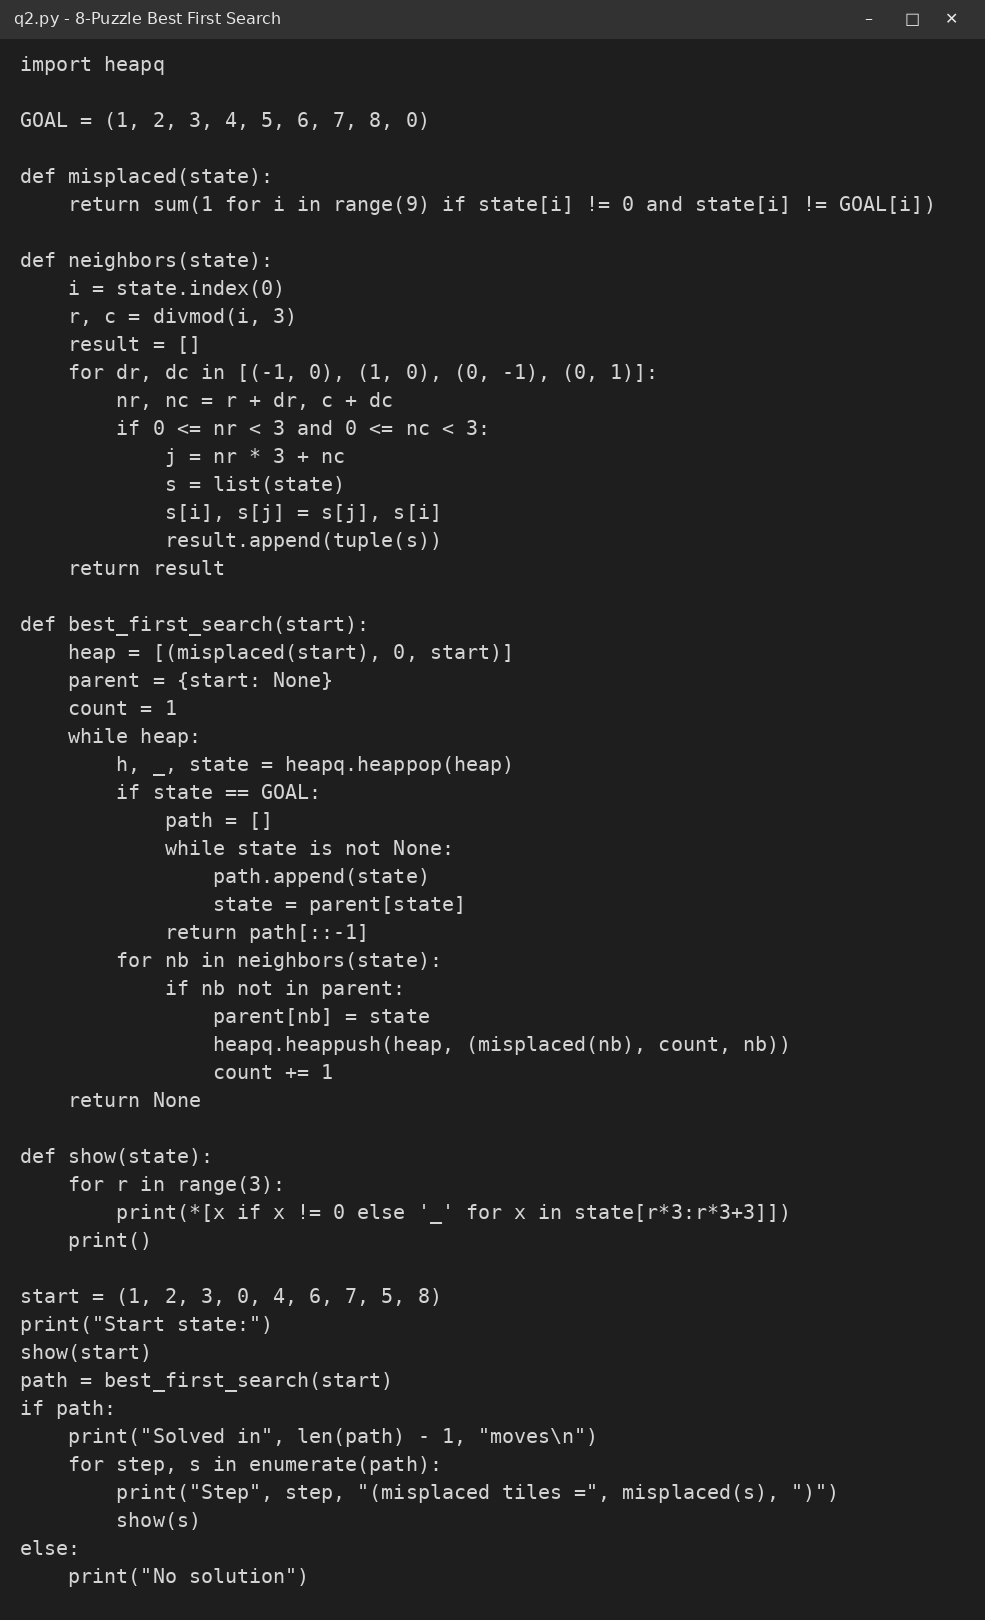 q2.py - 8-Puzzle Best First Search
import heapq

GOAL = (1, 2, 3, 4, 5, 6, 7, 8, 0)

def misplaced(state):
    return sum(1 for i in range(9) if state[i] != 0 and state[i] != GOAL[i])

def neighbors(state):
    i = state.index(0)
    r, c = divmod(i, 3)
    result = []
    for dr, dc in [(-1, 0), (1, 0), (0, -1), (0, 1)]:
        nr, nc = r + dr, c + dc
        if 0 <= nr < 3 and 0 <= nc < 3:
            j = nr * 3 + nc
            s = list(state)
            s[i], s[j] = s[j], s[i]
            result.append(tuple(s))
    return result

def best_first_search(start):
    heap = [(misplaced(start), 0, start)]
    parent = {start: None}
    count = 1
    while heap:
        h, _, state = heapq.heappop(heap)
        if state == GOAL:
            path = []
            while state is not None:
                path.append(state)
                state = parent[state]
            return path[::-1]
        for nb in neighbors(state):
            if nb not in parent:
                parent[nb] = state
                heapq.heappush(heap, (misplaced(nb), count, nb))
                count += 1
    return None

def show(state):
    for r in range(3):
        print(*[x if x != 0 else '_' for x in state[r*3:r*3+3]])
    print()

start = (1, 2, 3, 0, 4, 6, 7, 5, 8)
print("Start state:")
show(start)
path = best_first_search(start)
if path:
    print("Solved in", len(path) - 1, "moves\n")
    for step, s in enumerate(path):
        print("Step", step, "(misplaced tiles =", misplaced(s), ")")
        show(s)
else:
    print("No solution")